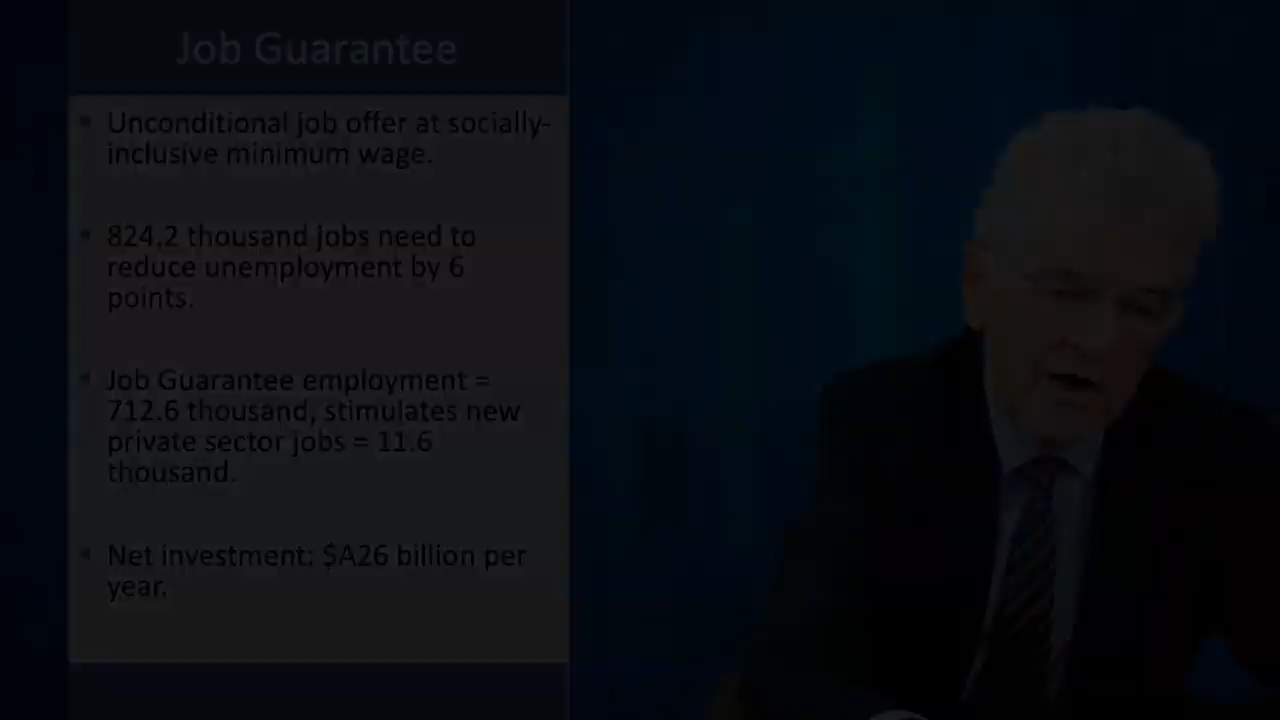 Job Guarantee
• Unconditional job offer at socially-
inclusive minimum wage.
• 824.2 thousand jobs need to
reduce unemployment by 6
points.
• Job Guarantee employment =
712.6 thousand, stimulates new
private sector jobs = 11.6
thousand.
• Net investment: $A26 billion per
year.